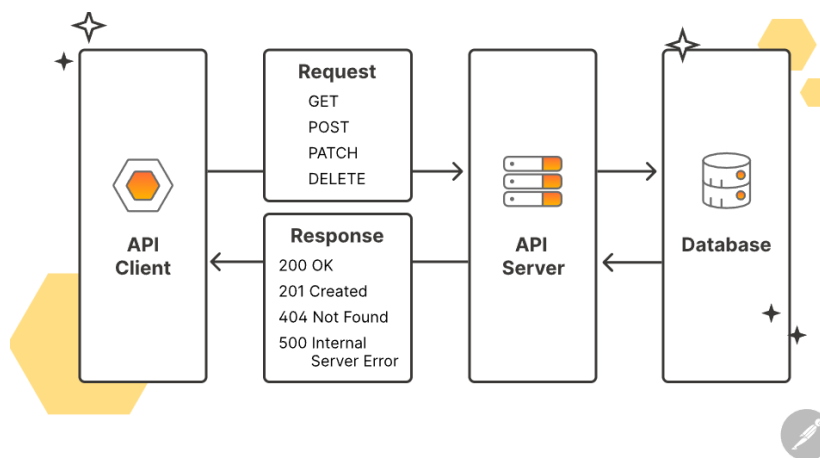 Request
GET
POST
PATCH
DELETE
API
Client
Response
200 OK
201 Created
404 Not Found
500 Internal
Server Error
API
Server
Database